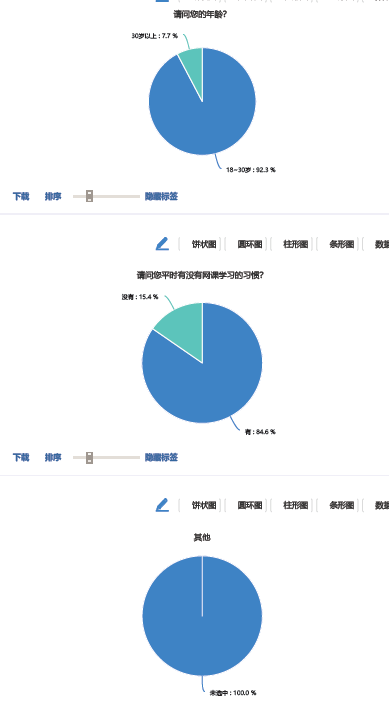 请问您的年龄?
30岁以上 : 7.7 %
18~30岁 : 92.3 %
下载 排序 隐藏标签
饼状图 圆环图 柱形图 条形图 数据
请问您平时有没有网课学习的习惯?
没有 : 15.4 %
有 : 84.6 %
下载 排序 隐藏标签
饼状图 圆环图 柱形图 条形图 数据
其他
未选中 : 100.0 %